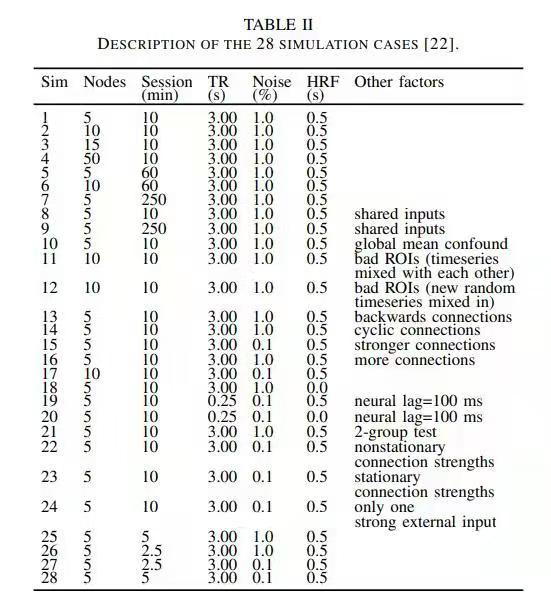 TABLE II
DESCRIPTION OF THE 28 SIMULATION CASES [22].
Sim Nodes Session TR Noise HRF Other factors
(min) (s) (%) (s)
1 5 10 3.00 1.0 0.5
2 10 10 3.00 1.0 0.5
3 15 10 3.00 1.0 0.5
4 50 10 3.00 1.0 0.5
5 5 60 3.00 1.0 0.5
6 10 60 3.00 1.0 0.5
7 5 250 3.00 1.0 0.5
8 5 10 3.00 1.0 0.5 shared inputs
9 5 250 3.00 1.0 0.5 shared inputs
10 5 10 3.00 1.0 0.5 global mean confound
11 10 10 3.00 1.0 0.5 bad ROIs (timeseries
mixed with each other)
12 10 10 3.00 1.0 0.5 bad ROIs (new random
timeseries mixed in)
13 5 10 3.00 1.0 0.5 backwards connections
14 5 10 3.00 1.0 0.5 cyclic connections
15 5 10 3.00 0.1 0.5 stronger connections
16 5 10 3.00 1.0 0.5 more connections
17 10 10 3.00 0.1 0.5
18 5 10 3.00 1.0 0.0
19 5 10 0.25 0.1 0.5 neural lag=100 ms
20 5 10 0.25 0.1 0.0 neural lag=100 ms
21 5 10 3.00 1.0 0.5 2-group test
22 5 10 3.00 0.1 0.5 nonstationary
connection strengths
23 5 10 3.00 0.1 0.5 stationary
connection strengths
24 5 10 3.00 0.1 0.5 only one
strong external input
25 5 5 3.00 1.0 0.5
26 5 2.5 3.00 1.0 0.5
27 5 2.5 3.00 0.1 0.5
28 5 5 3.00 0.1 0.5